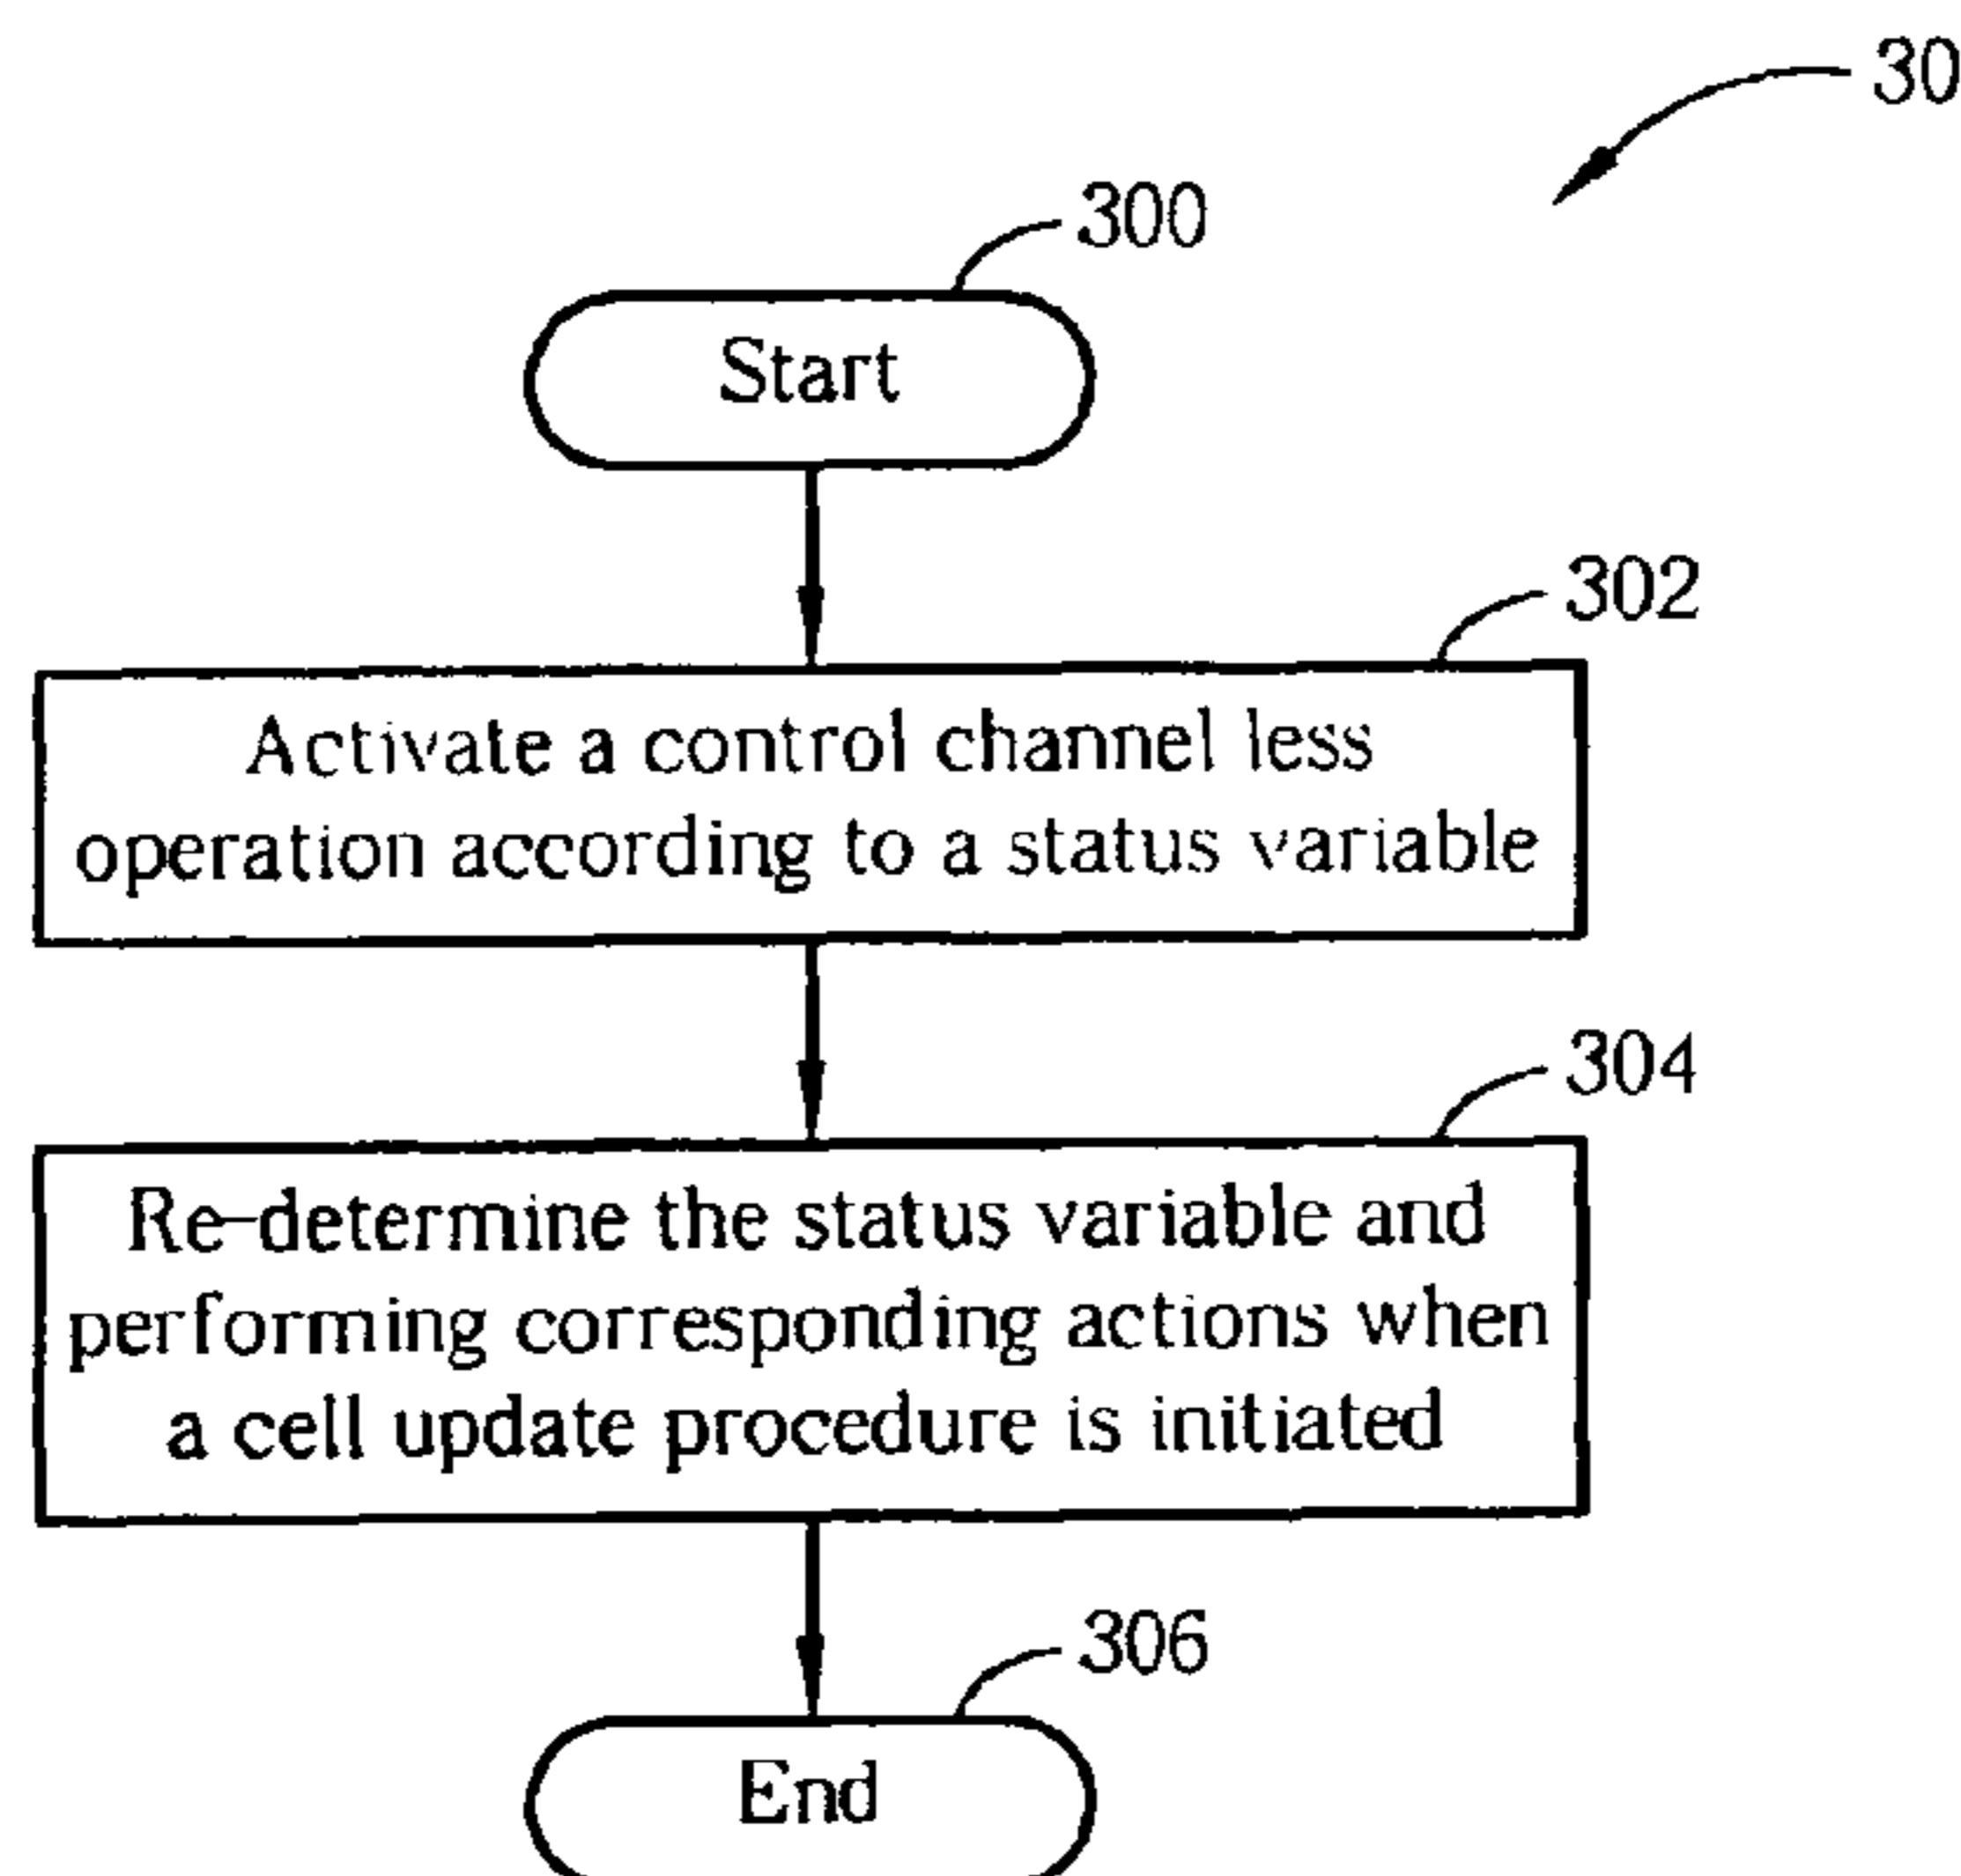 30
300
Start
302
Activate a control channel less
operation according to a status variable
304
Re-determine the status variable and
performing corresponding actions when
a cell update procedure is initiated
306
End